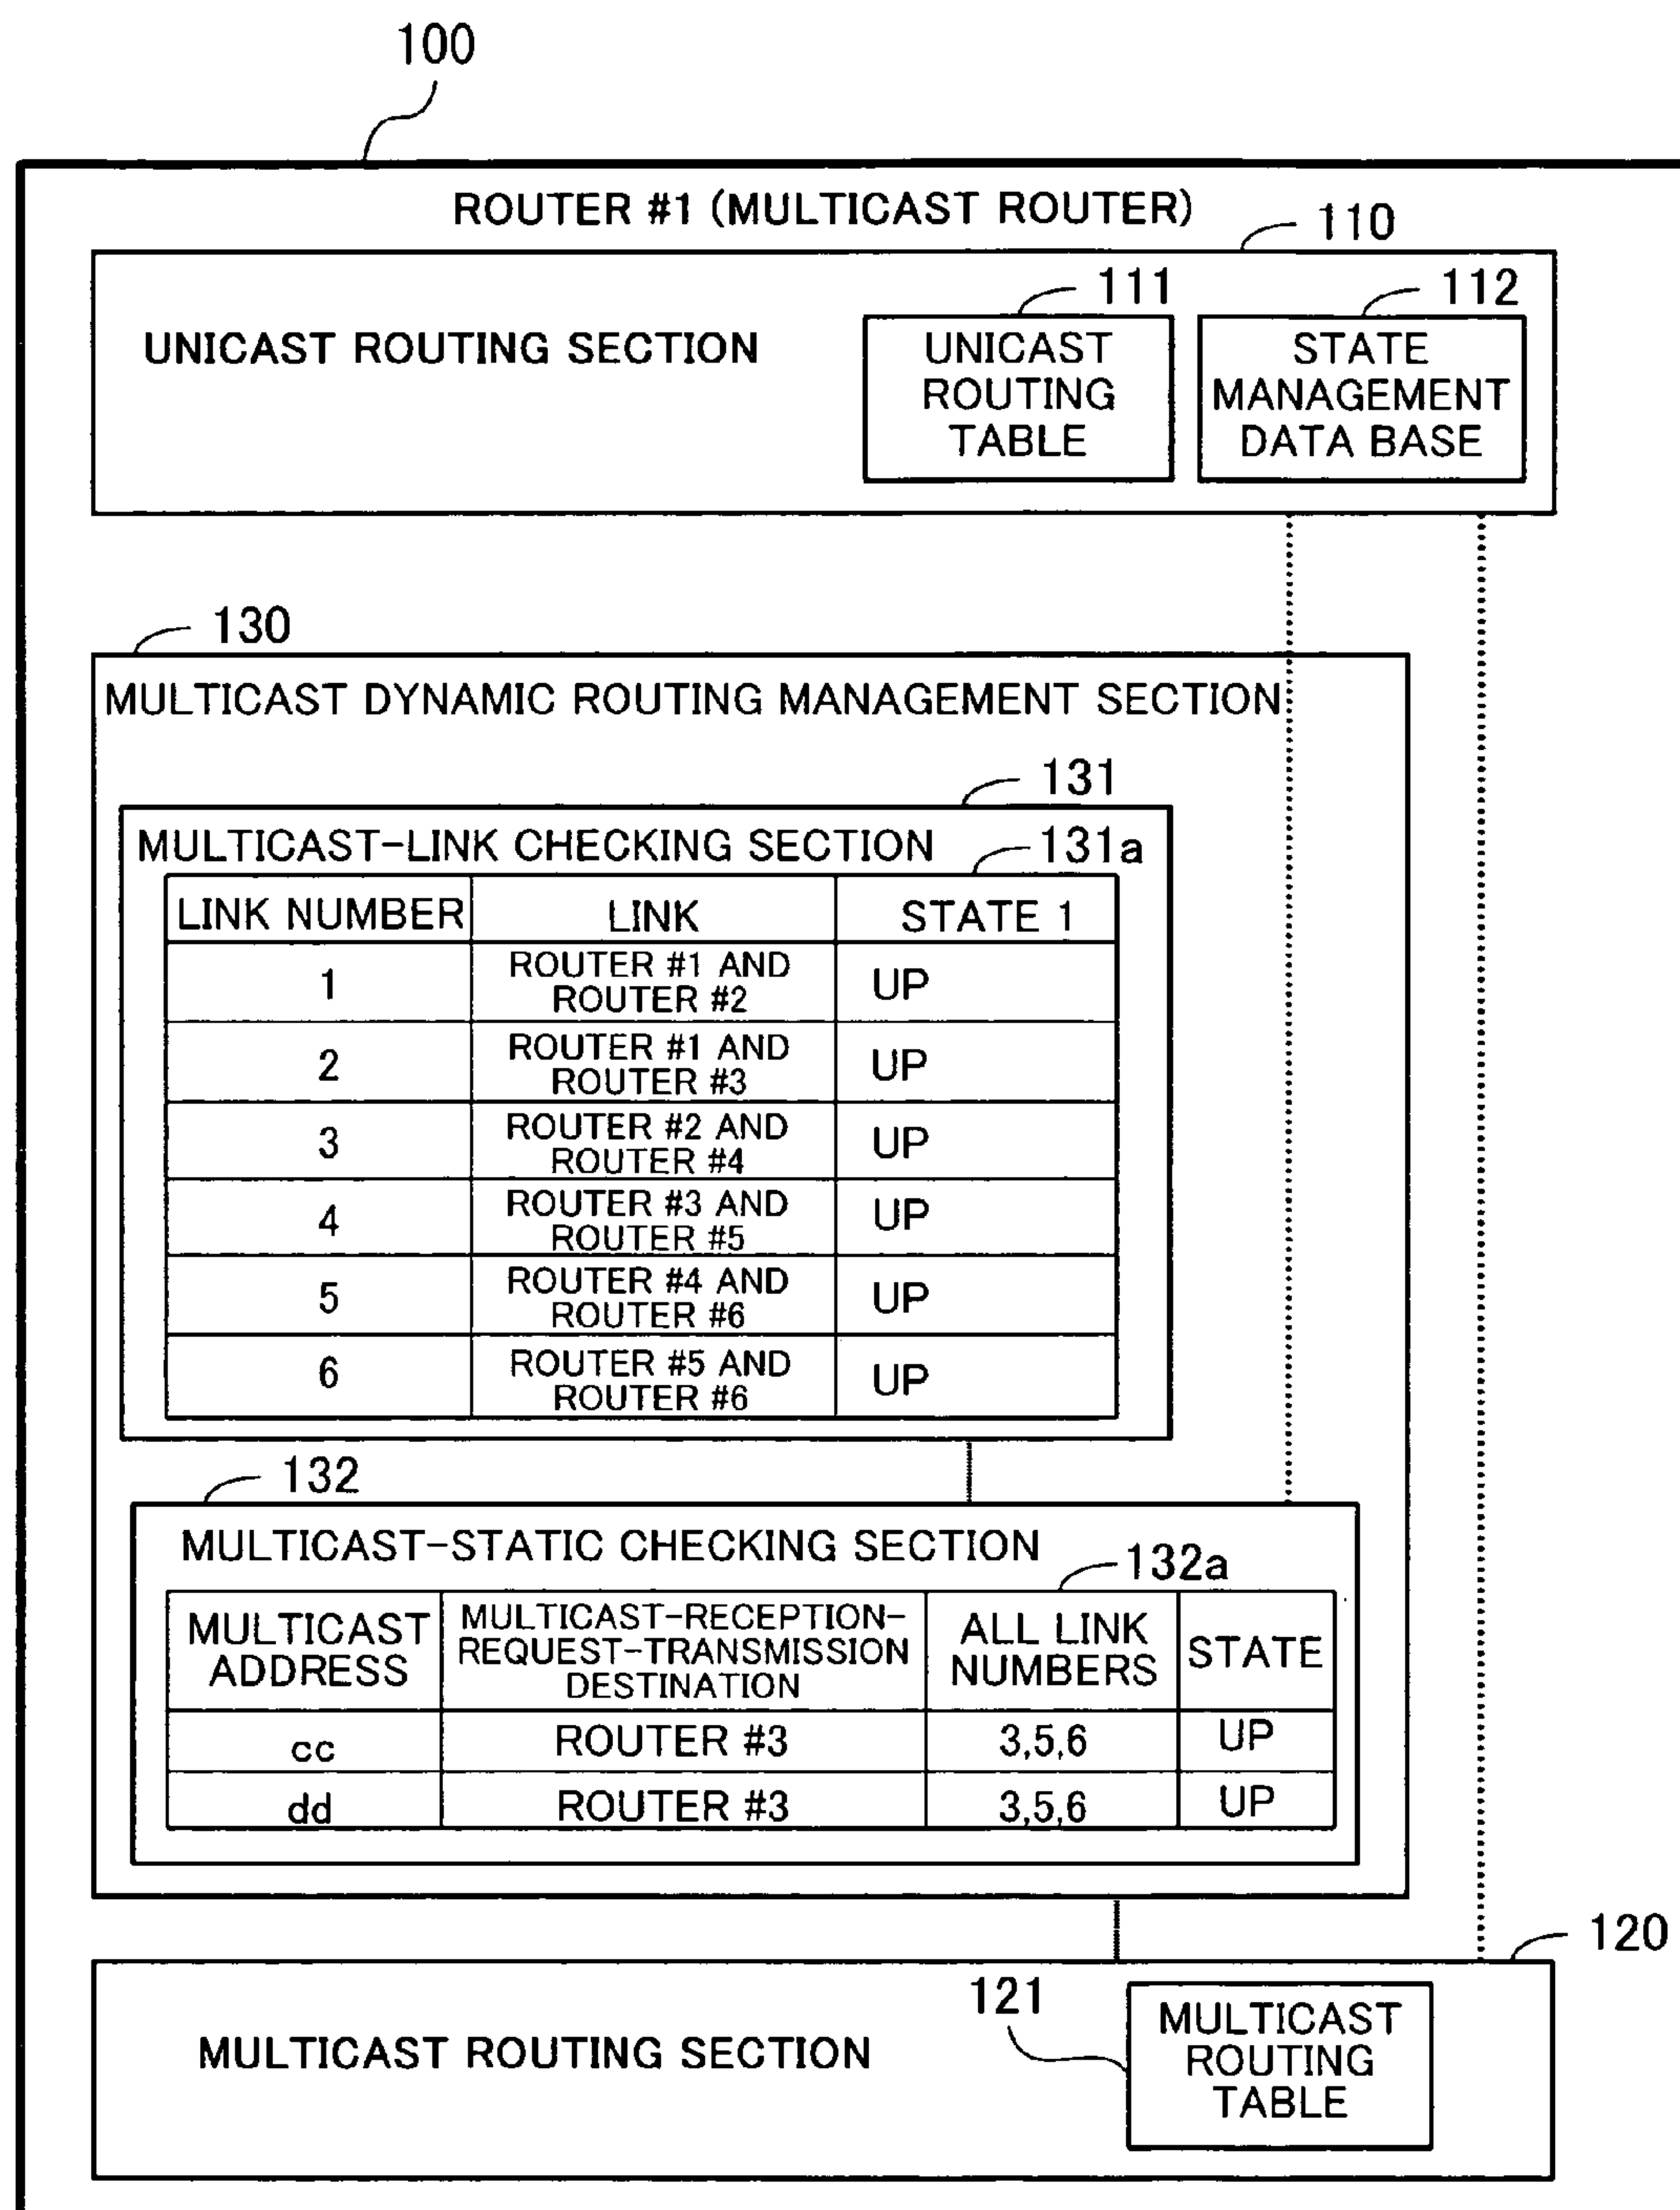 100
ROUTER #1 (MULTICAST ROUTER)
110
111
112
UNICAST ROUTING SECTION
UNICAST
ROUTING
TABLE
STATE
MANAGEMENT
DATA BASE
130
MULTICAST DYNAMIC ROUTING MANAGEMENT SECTION
131
MULTICAST-LINK CHECKING SECTION
131a
LINK NUMBER
LINK
STATE 1
1
ROUTER #1 AND
ROUTER #2
UP
2
ROUTER #1 AND
ROUTER #3
UP
3
ROUTER #2 AND
ROUTER #4
UP
4
ROUTER #3 AND
ROUTER #5
UP
5
ROUTER #4 AND
ROUTER #6
UP
6
ROUTER #5 AND
ROUTER #6
UP
132
MULTICAST-STATIC CHECKING SECTION
132a
MULTICAST
ADDRESS
MULTICAST-RECEPTION-
REQUEST-TRANSMISSION
DESTINATION
ALL LINK
NUMBERS
STATE
cc
ROUTER #3
3,5,6
UP
dd
ROUTER #3
3,5,6
UP
120
121
MULTICAST ROUTING SECTION
MULTICAST
ROUTING
TABLE